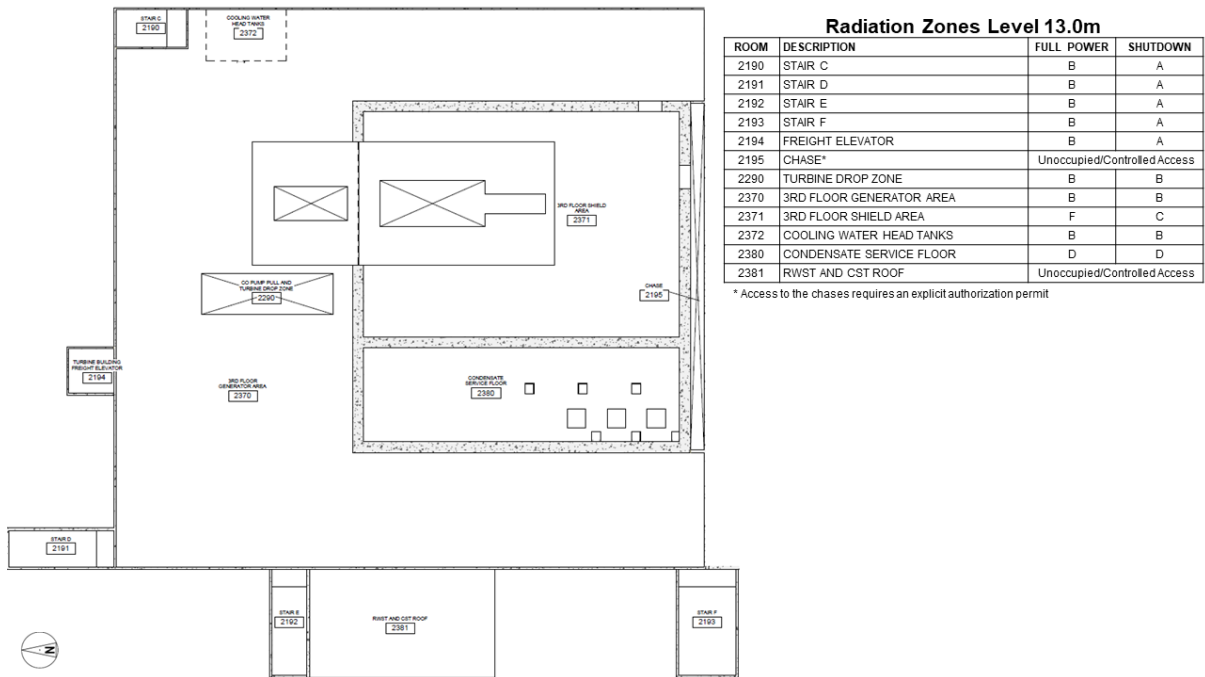 STAIR C
2190
COOLING WATER
HEAD TANKS
2372
3RD FLOOR SHIELD
AREA
2371
CO PUMP PULL AND
TURBINE DROP ZONE
2290
CHASE
2195
TURBINE BUILDING
FREIGHT ELEVATOR
2194
3RD FLOOR
GENERATOR AREA
2370
CONDENSATE
SERVICE FLOOR
2380
STAIR D
2191
STAIR E
2192
RWST AND CST ROOF
2381
STAIR F
2193
N
Radiation Zones Level 13.0m
ROOM DESCRIPTION FULL POWER SHUTDOWN
2190 STAIR C B A
2191 STAIR D B A
2192 STAIR E B A
2193 STAIR F B A
2194 FREIGHT ELEVATOR B A
2195 CHASE* Unoccupied/Controlled Access
2290 TURBINE DROP ZONE B B
2370 3RD FLOOR GENERATOR AREA B B
2371 3RD FLOOR SHIELD AREA F C
2372 COOLING WATER HEAD TANKS B B
2380 CONDENSATE SERVICE FLOOR D D
2381 RWST AND CST ROOF Unoccupied/Controlled Access
* Access to the chases requires an explicit authorization permit